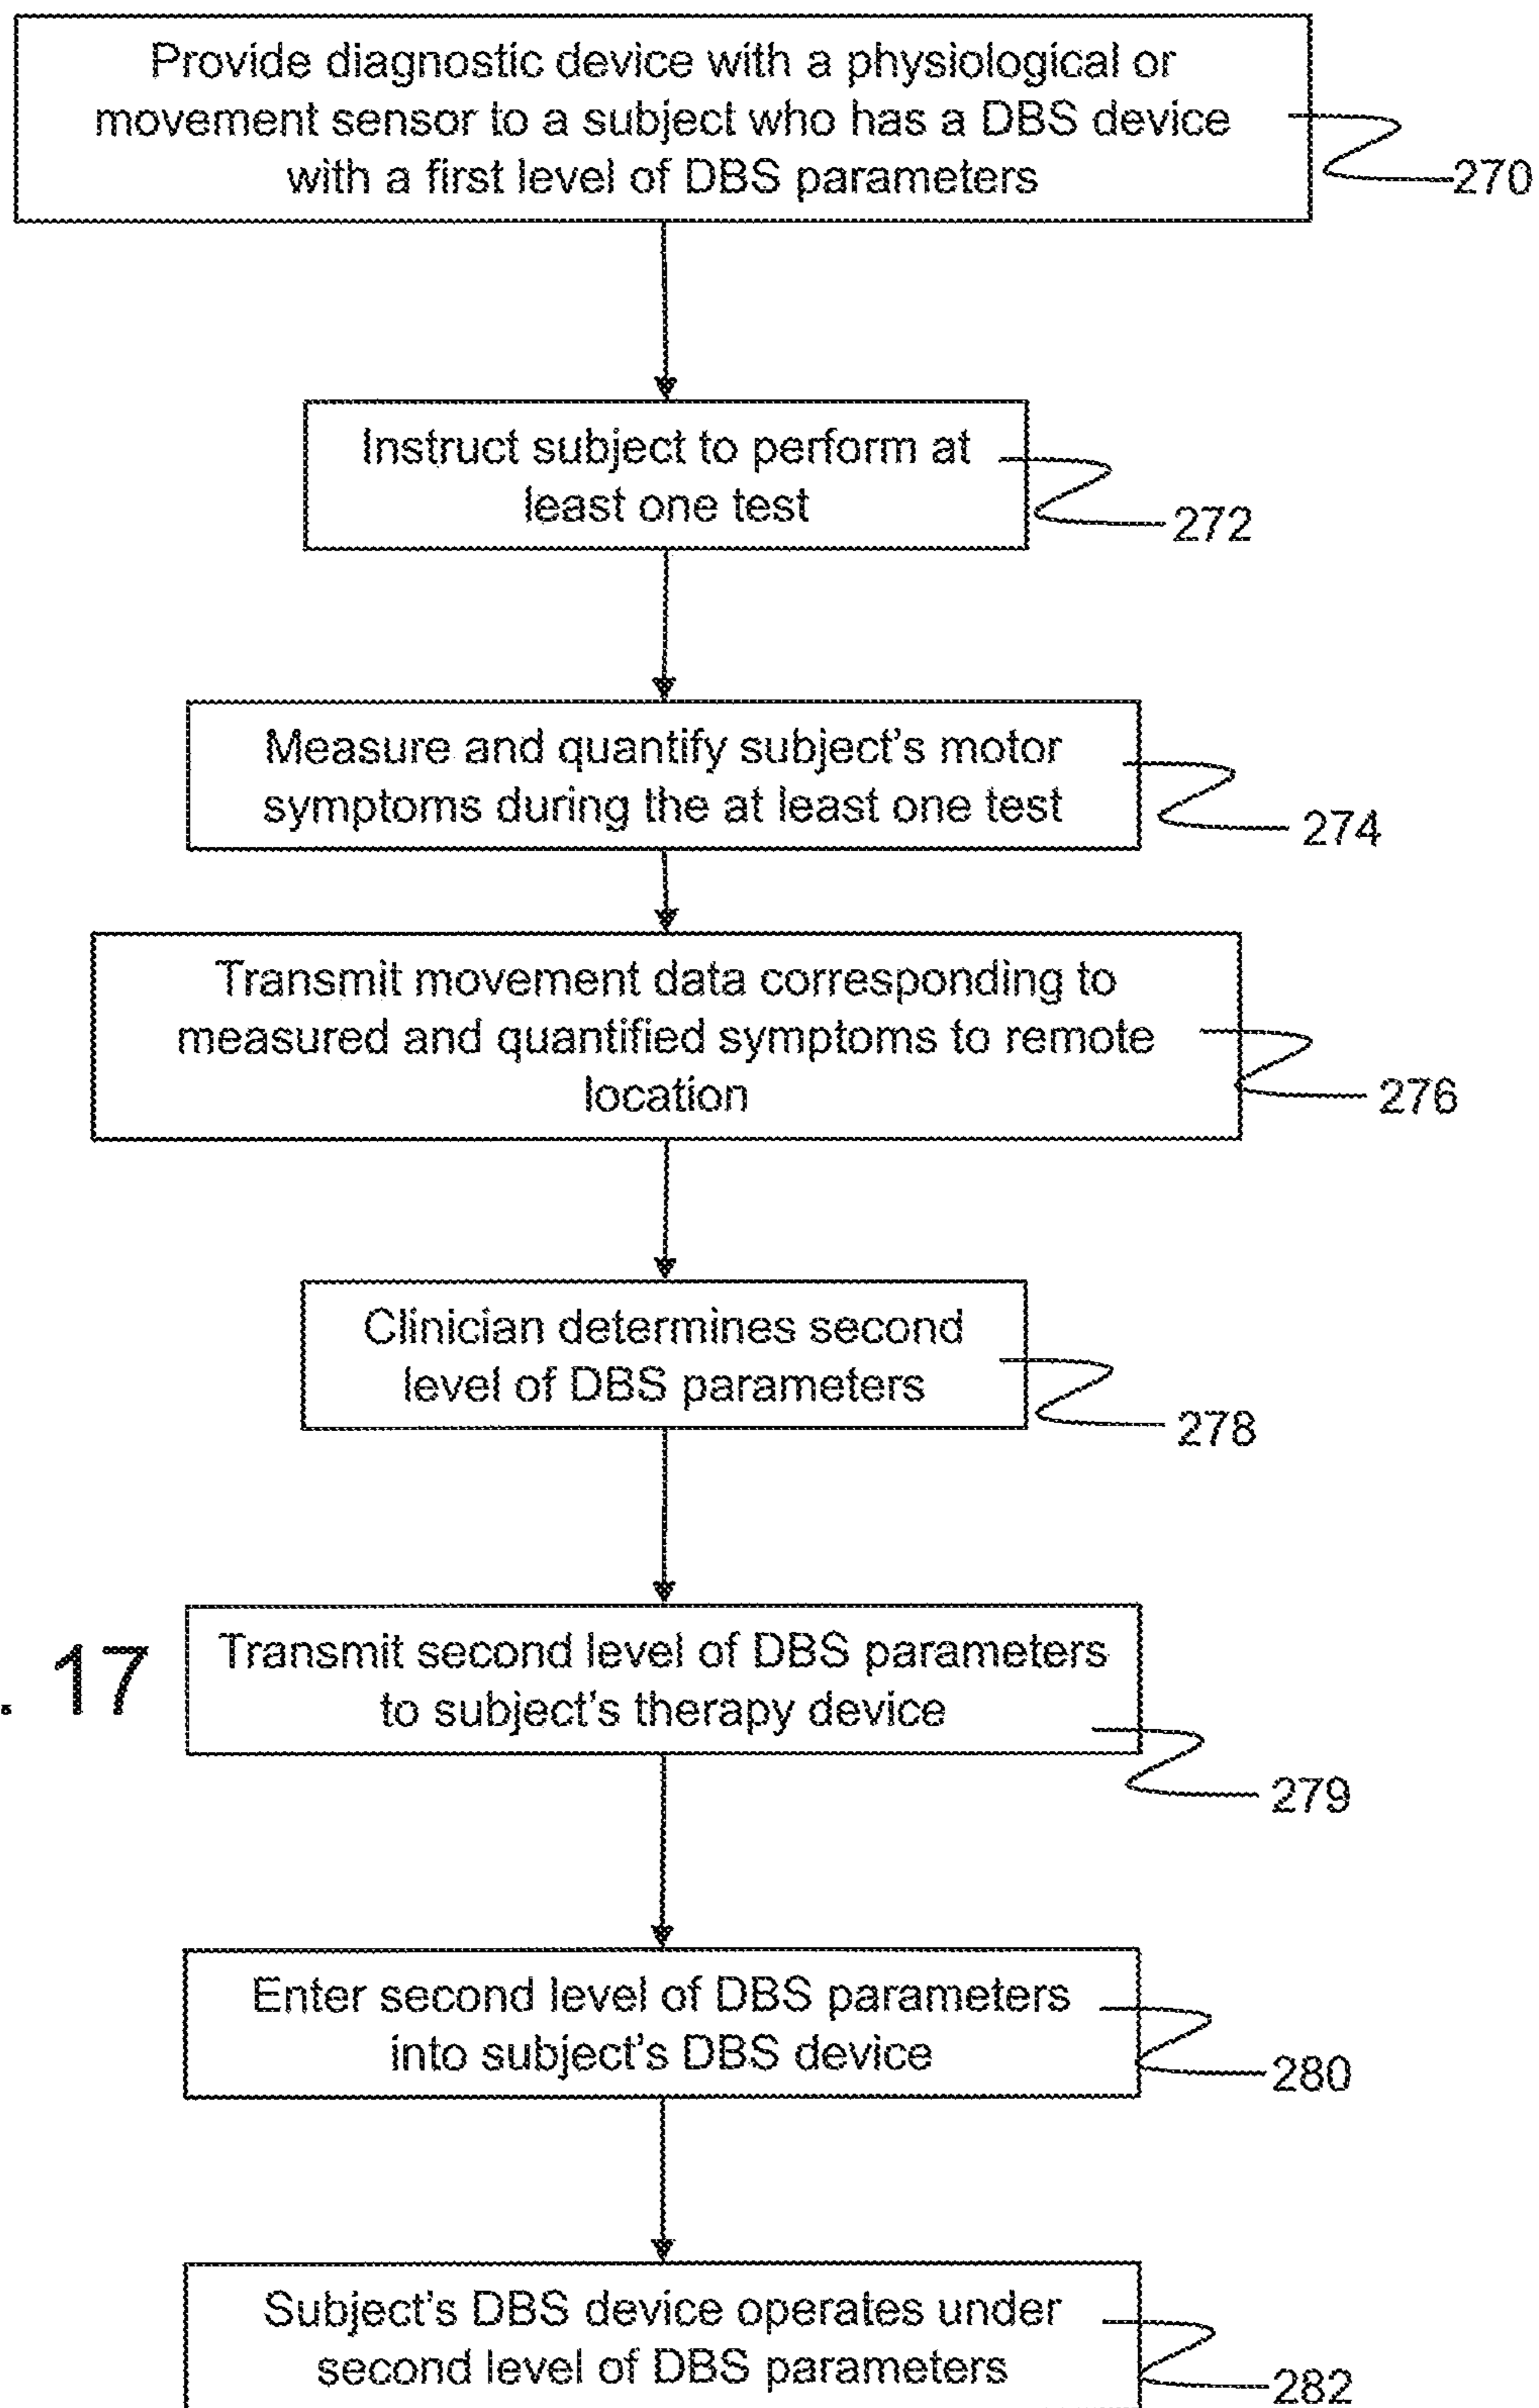 Provide diagnostic device with a physiological or
movement sensor to a subject who has a DBS device
with a first level of DBS parameters
270
Instruct subject to perform at
least one test
272
Measure and quantify subject's motor
symptoms during the at least one test
274
Transmit movement data corresponding to
measured and quantified symptoms to remote
location
276
Clinician determines second
level of DBS parameters
278
. 17
Transmit second level of DBS parameters
to subject's therapy device
279
Enter second level of DBS parameters
into subject's DBS device
280
Subject's DBS device operates under
second level of DBS parameters
282